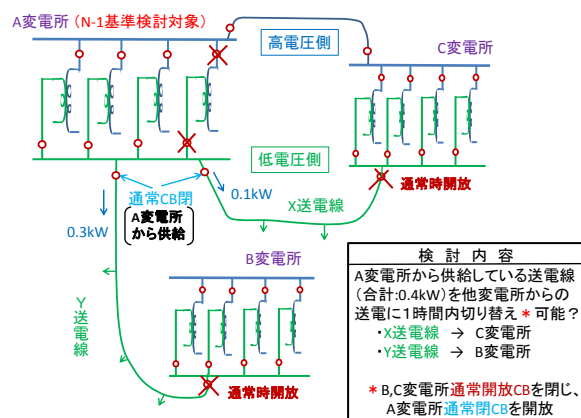 A変電所（N-1基準検討対象）
高電圧側
C変電所
低電圧側
通常CB閉
A変電所
から供給
0.1kW
X送電線
通常時開放
0.3kW
B変電所
Y送電線
通常時開放
検 討 内 容
A変電所から供給している送電線
（合計:0.4kW）を他変電所からの
送電に１時間内切り替え＊可能？
・X送電線 → C変電所
・Y送電線 → B変電所
＊B,C変電所通常開放CBを閉じ、
A変電所通常閉CBを開放